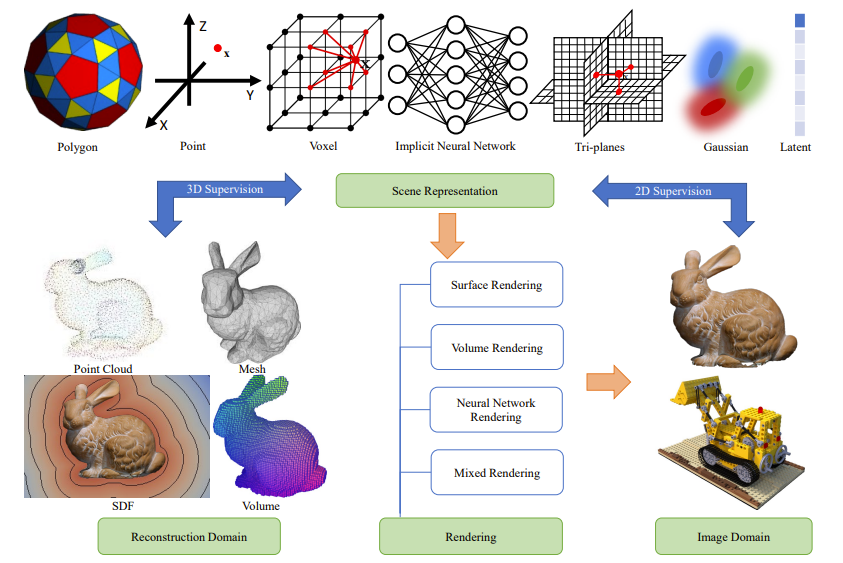 Z
x
Y
X
x
Polygon
Point
Voxel
Implicit Neural Network
Tri-planes
Gaussian
Latent
3D Supervision
Scene Representation
2D Supervision
Surface Rendering
Point Cloud
Mesh
Volume Rendering
Neural Network
Rendering
Mixed Rendering
SDF
Volume
Reconstruction Domain
Rendering
Image Domain